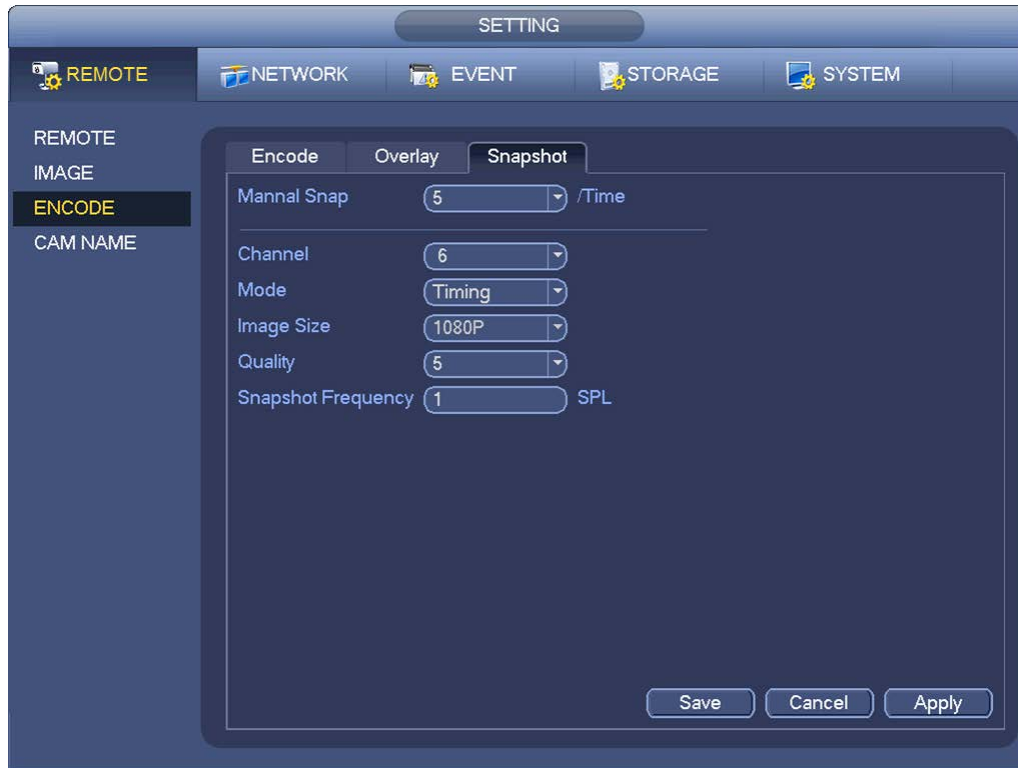 SETTING
REMOTE NETWORK EVENT STORAGE SYSTEM
REMOTE
IMAGE
ENCODE
CAM NAME
Encode Overlay Snapshot
Mannal Snap 5 /Time
Channel 6
Mode Timing
Image Size 1080P
Quality 5
Snapshot Frequency 1 SPL
Save Cancel Apply